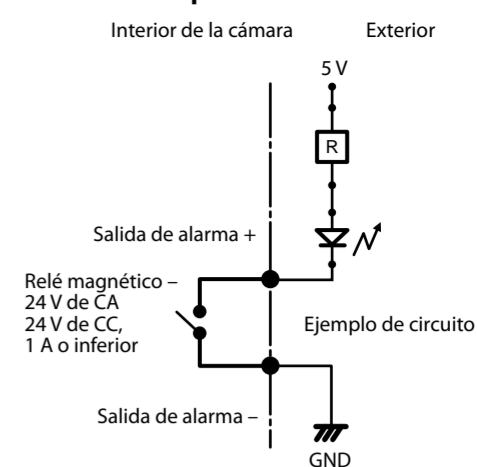 Interior de la cámara
Exterior
5 V
R
Salida de alarma +
Relé magnético –
24 V de CA
24 V de CC,
1 A o inferior
Ejemplo de circuito
Salida de alarma –
GND